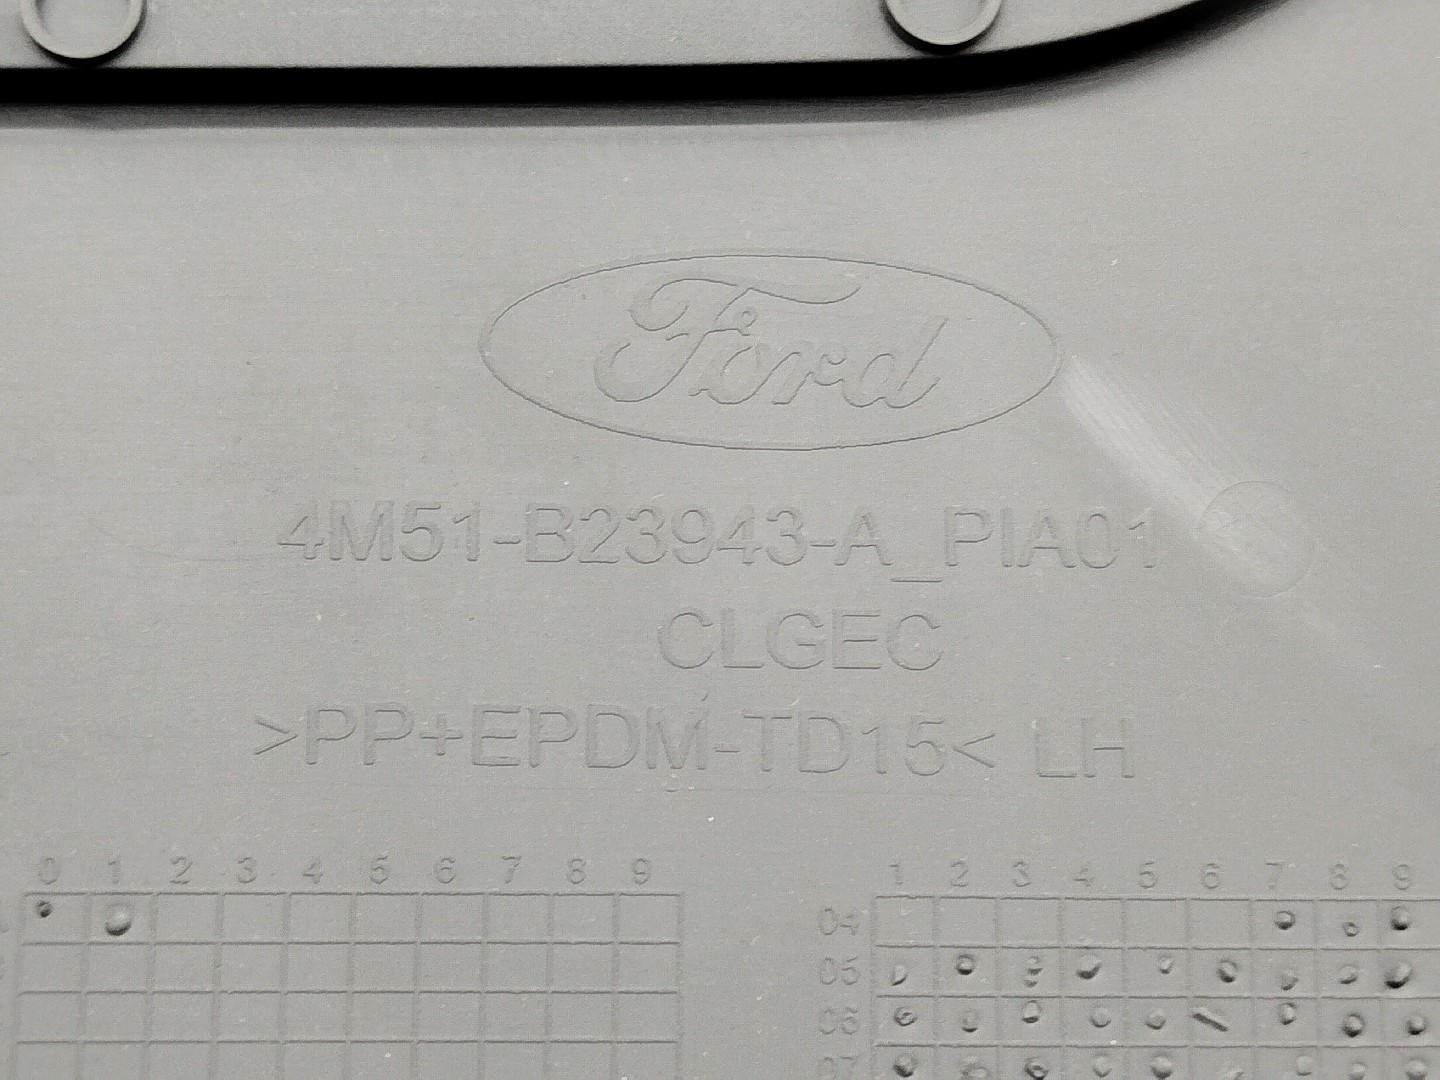 Ford
4M51-B23943-A_PIA01
CLGEC
>PP+EPDM-TD15< LH
0 1 2 3 4 5 6 7 8 9
1 2 3 4 5 6 7 8 9
04
05
06
07